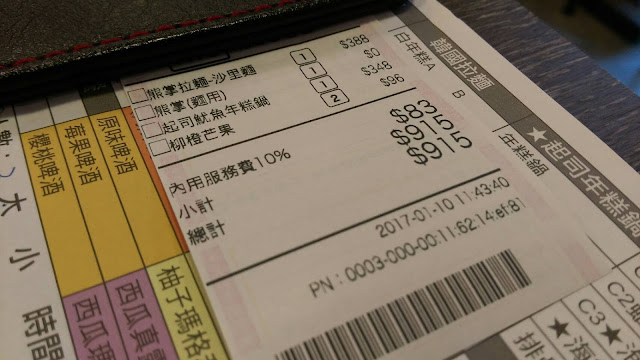 熊掌拉麵-沙里麵 1 $388
熊掌(麵用) 1 $0
起司魷魚年糕鍋 1 $348
柳橙芒果 2 $96
內用服務費10% $83
小計 $915
總計 $915
2017-01-10 11:43:40
PN : 0003-000-00:11:62:14:ef:81
韓國拉麵
白年糕A
B
年糕鍋
★起司年糕鍋
原味啤酒
莓果啤酒
櫻桃啤酒
大
小
時間
柚子瑪格
西瓜真
西瓜
C2
C3★海
★海
排